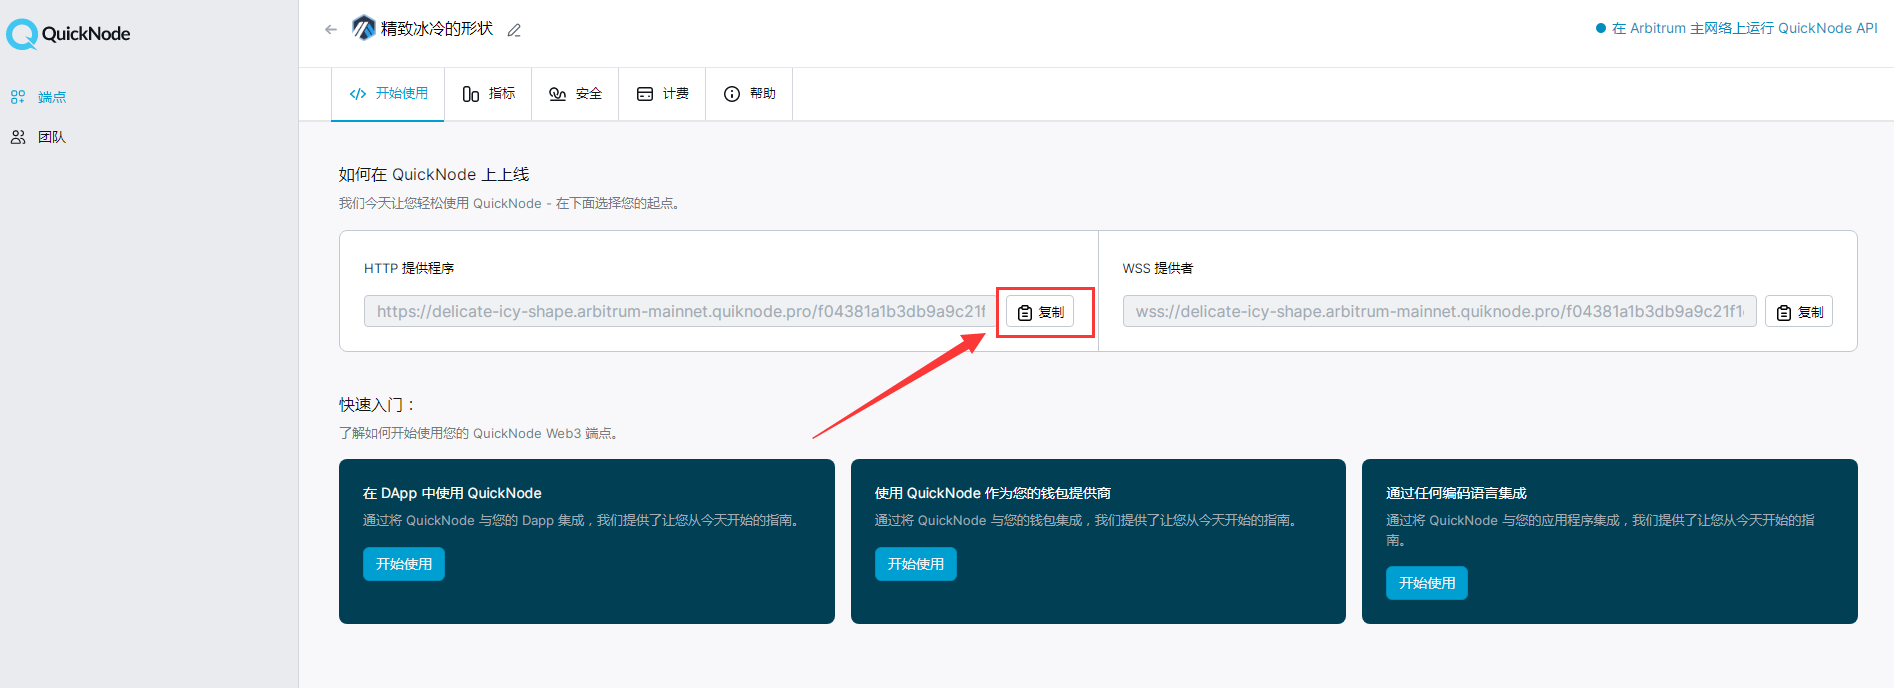 QuickNode
端点
团队
精致冰冷的形状
在 Arbitrum 主网络上运行 QuickNode API
开始使用
指标
安全
计费
帮助
如何在 QuickNode 上上线
我们今天让您轻松使用 QuickNode - 在下面选择您的起点。
HTTP 提供程序
https://delicate-icy-shape.arbitrum-mainnet.quiknode.pro/f04381a1b3db9a9c21f
复制
WSS 提供者
wss://delicate-icy-shape.arbitrum-mainnet.quiknode.pro/f04381a1b3db9a9c21f1
复制
快速入门：
了解如何开始使用您的 QuickNode Web3 端点。
在 DApp 中使用 QuickNode
通过将 QuickNode 与您的 Dapp 集成，我们提供了让您从今天开始的指南。
开始使用
使用 QuickNode 作为您的钱包提供商
通过将 QuickNode 与您的钱包集成，我们提供了让您从今天开始的指南。
开始使用
通过任何编码语言集成
通过将 QuickNode 与您的应用程序集成，我们提供了让您从今天开始的指
南。
开始使用